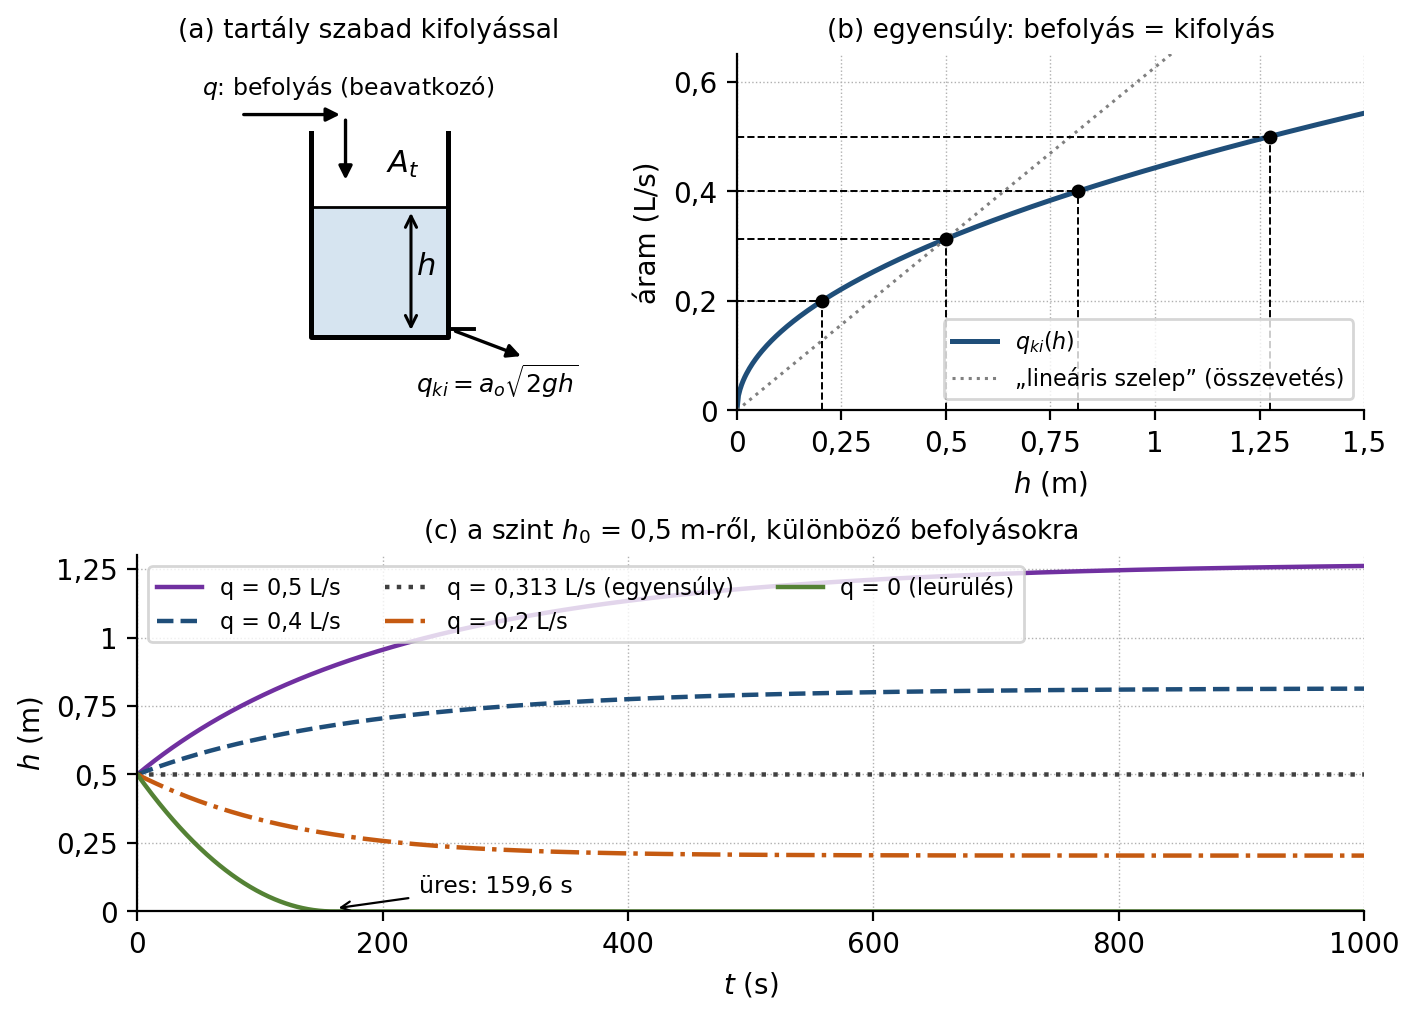 (a) tartály szabad kifolyással
q: befolyás (beavatkozó)
A_t
h
q_ki = a_o√2gh
(b) egyensúly: befolyás = kifolyás
áram (L/s)
0,6
0,4
0,2
0
0 0,25 0,5 0,75 1 1,25 1,5
h (m)
q_ki(h)
„lineáris szelep” (összevetés)
(c) a szint h_0 = 0,5 m-ről, különböző befolyásokra
h (m)
1,25
1
0,75
0,5
0,25
0
q = 0,5 L/s
q = 0,4 L/s
q = 0,313 L/s (egyensúly)
q = 0,2 L/s
q = 0 (leürülés)
üres: 159,6 s
0 200 400 600 800 1000
t (s)